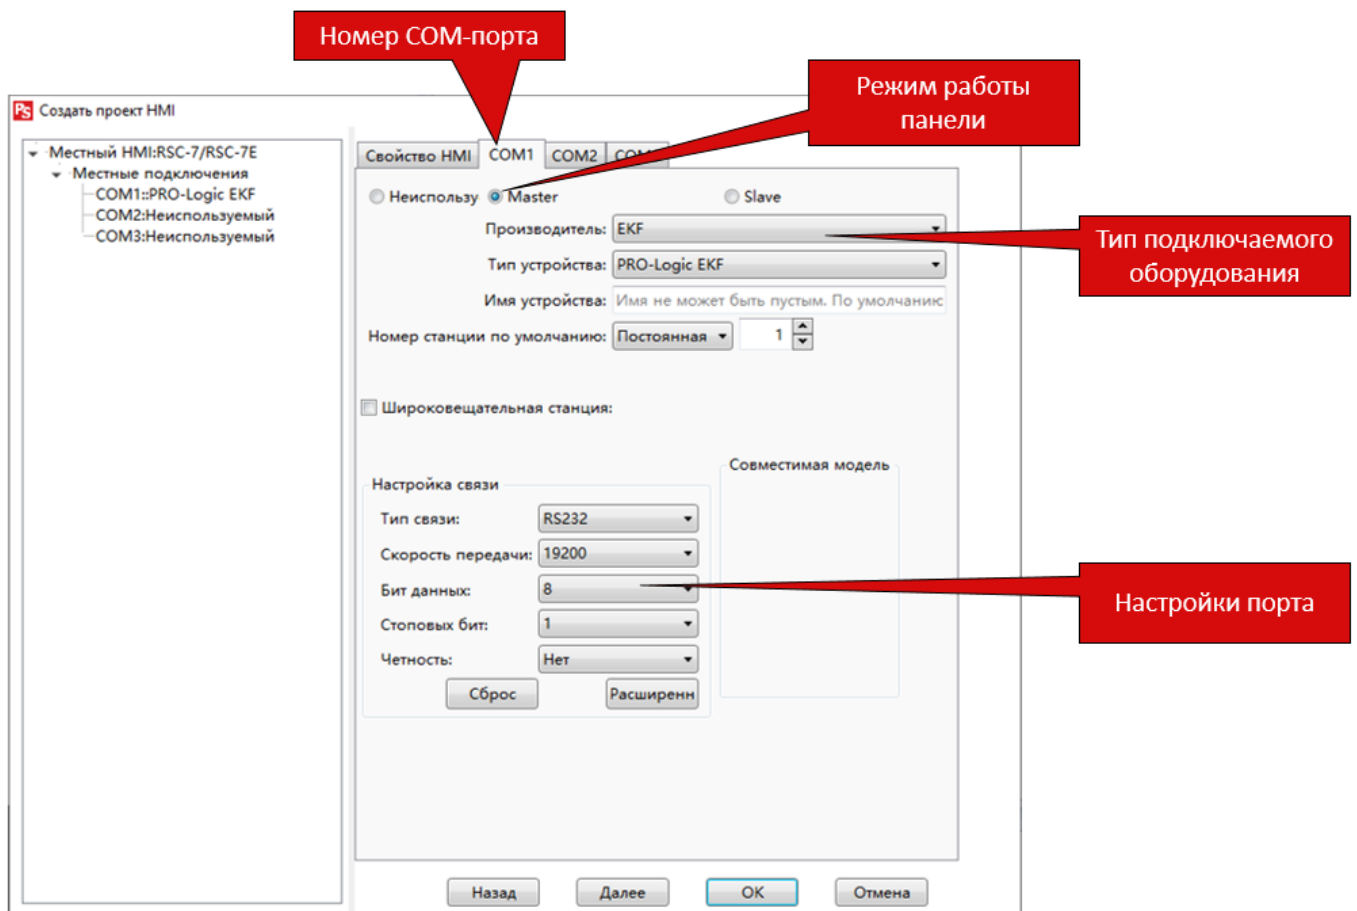 Номер COM-порта
Режим работы
панели
PS Создать проект HMI
Местный HMI:RSC-7/RSC-7E
Местные подключения
COM1::PRO-Logic EKF
COM2:Неиспользуемый
COM3:Неиспользуемый
Свойство HMI COM1 COM2
Неиспользу Master Slave
Производитель: EKF
Тип подключаемого
оборудования
Тип устройства: PRO-Logic EKF
Имя устройства: Имя не может быть пустым. По умолчанию
Номер станции по умолчанию: Постоянная 1
Широковещательная станция:
Совместимая модель
Настройка связи
Тип связи: RS232
Скорость передачи: 19200
Бит данных: 8
Настройки порта
Стоповых бит: 1
Четность: Нет
Сброс Расширенн
Назад Далее OK Отмена